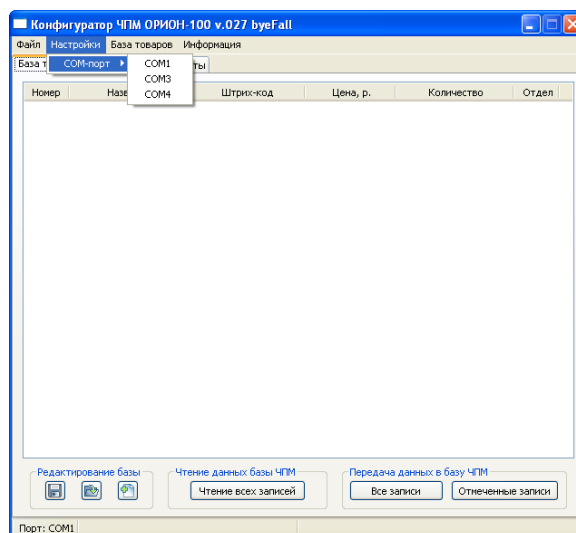 Конфигуратор ЧПМ ОРИОН-100 v.027 byeFall
Файл Настройки База товаров Информация
База т
COM-порт
COM1
ты
COM3
COM4
Номер Назв Штрих-код Цена, р. Количество Отдел
Редактирование базы Чтение данных базы ЧПМ Передача данных в базу ЧПМ
Чтение всех записей Все записи Отмеченные записи
Порт: COM1